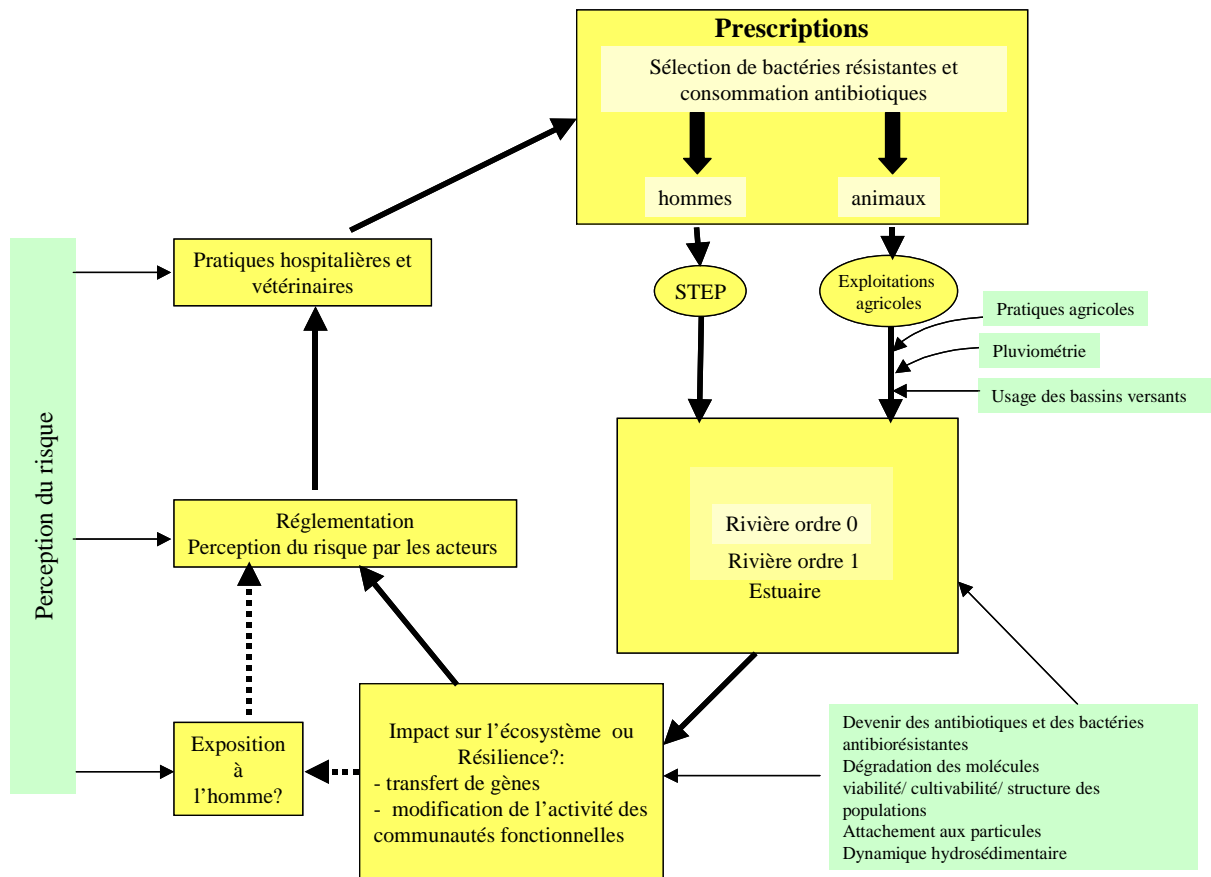 Prescriptions
Sélection de bactéries résistantes et
consommation antibiotiques
hommes
animaux
Pratiques hospitalières et
vétérinaires
STEP
Exploitations
agricoles
Pratiques agricoles
Pluviométrie
Usage des bassins versants
Perception du risque
Rivière ordre 0
Rivière ordre 1
Estuaire
Réglementation
Perception du risque par les acteurs
Exposition
à
l'homme?
Impact sur l'écosystème ou
Résilience?:
- transfert de gènes
- modification de l'activité des
communautés fonctionnelles
Devenir des antibiotiques et des bactéries
antibiorésistantes
Dégradation des molécules
viabilité/ cultivabilité/ structure des
populations
Attachement aux particules
Dynamique hydrosédimentaire